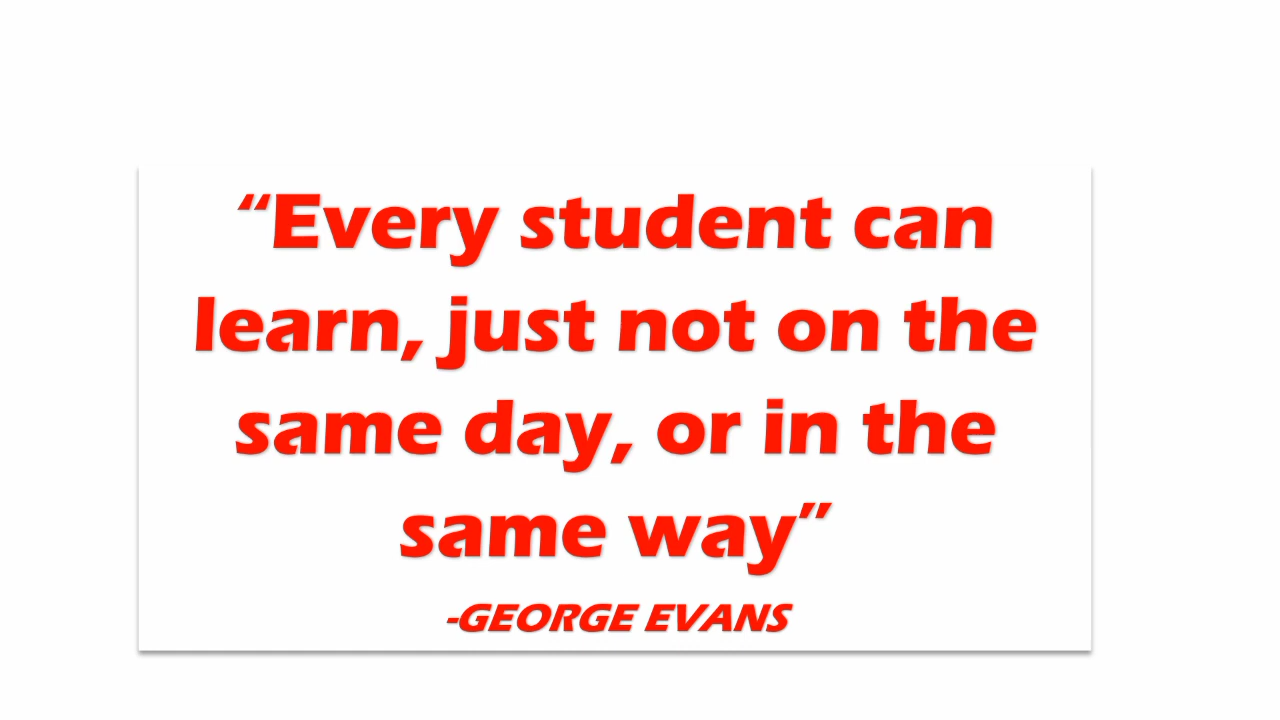 “Every student can
learn, just not on the
same day, or in the
same way”
-GEORGE EVANS